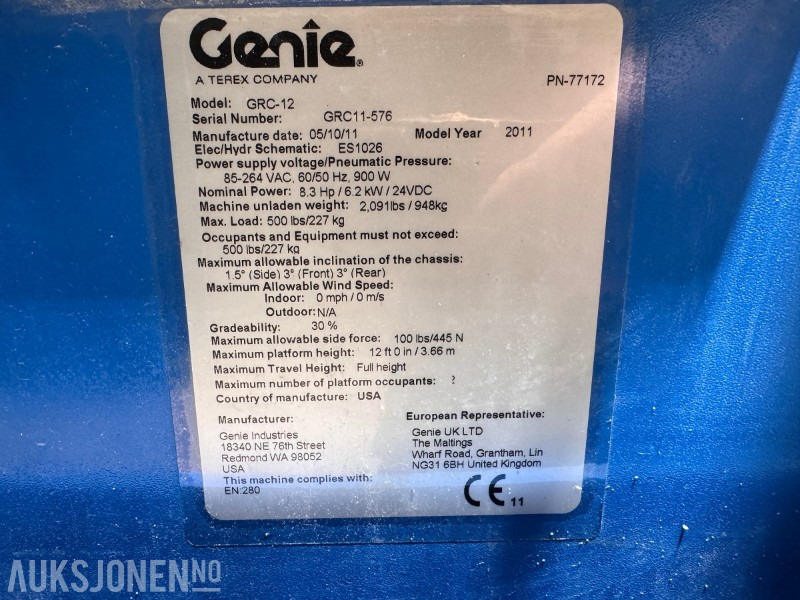 Genie
A TEREX COMPANY
PN-77172
Model: GRC-12
Serial Number: GRC11-576
Manufacture date: 05/10/11 Model Year 2011
Elec/Hydr Schematic: ES1026
Power supply voltage/Pneumatic Pressure:
85-264 VAC, 60/50 Hz, 900 W
Nominal Power: 8.3 Hp / 6.2 kW / 24VDC
Machine unladen weight: 2,091lbs / 948kg
Max. Load: 500 lbs/227 kg
Occupants and Equipment must not exceed:
500 lbs/227 kg
Maximum allowable inclination of the chassis:
1.5° (Side) 3° (Front) 3° (Rear)
Maximum Allowable Wind Speed:
Indoor: 0 mph / 0 m/s
Outdoor: N/A
Gradeability: 30 %
Maximum allowable side force: 100 lbs/445 N
Maximum platform height: 12 ft 0 in / 3.66 m
Maximum Travel Height: Full height
Maximum number of platform occupants:
Country of manufacture: USA
Manufacturer:
Genie Industries
18340 NE 76th Street
Redmond WA 98052
USA
This machine complies with:
EN:280
European Representative:
Genie UK LTD
The Maltings
Wharf Road, Grantham, Lin
NG31 6BH United Kingdom
CE 11
AUKSJONEN.NO